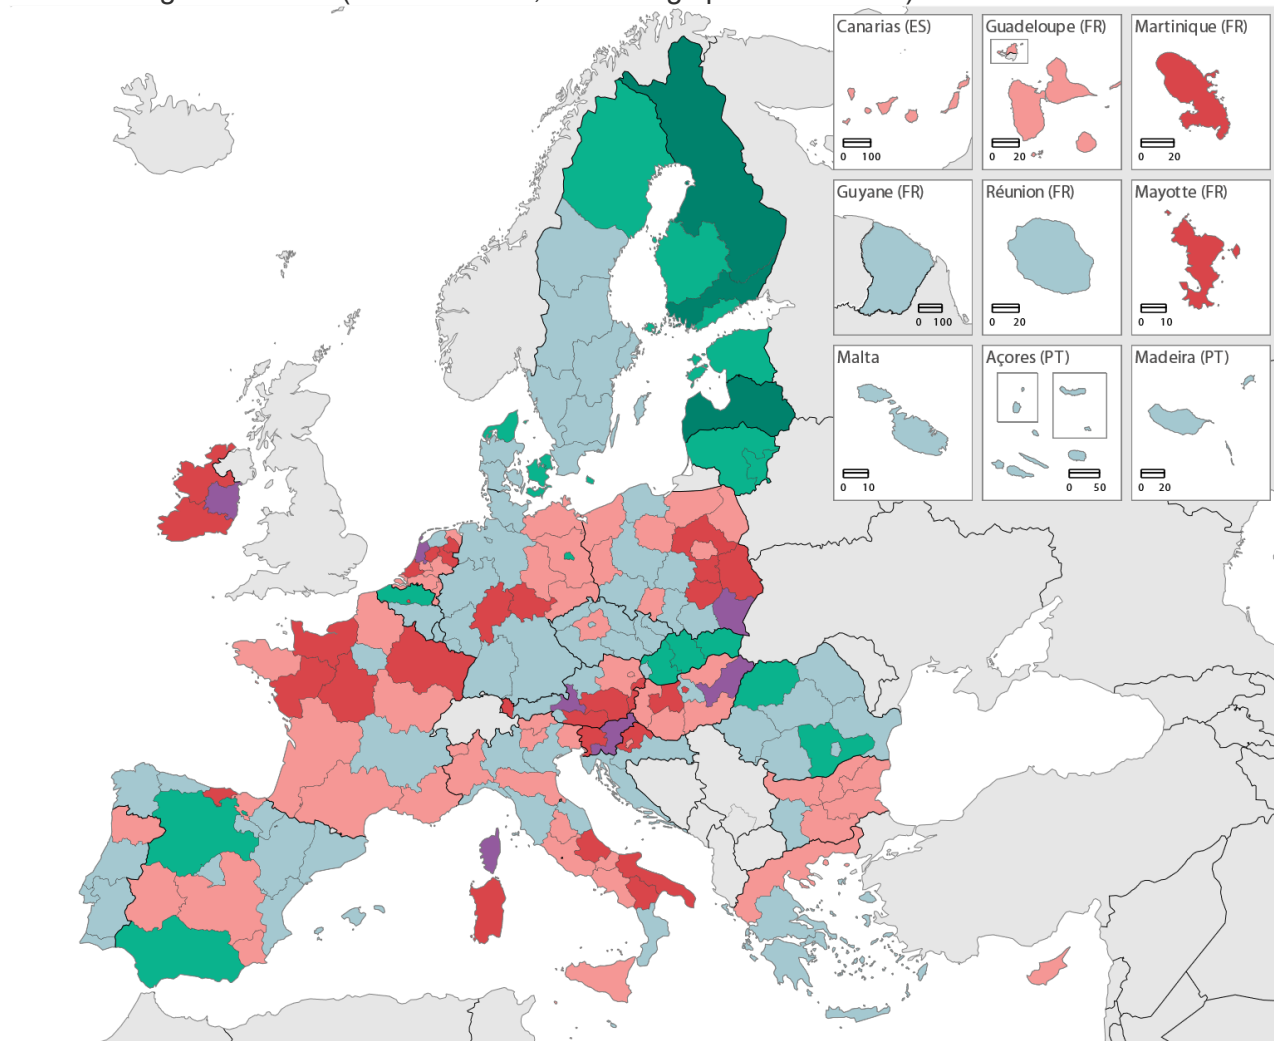 Canarias (ES)
0 100
Guadeloupe (FR)
0 20
Martinique (FR)
0 20
Guyane (FR)
0 100
Réunion (FR)
0 20
Mayotte (FR)
0 10
Malta
0 10
Açores (PT)
0 50
Madeira (PT)
0 20